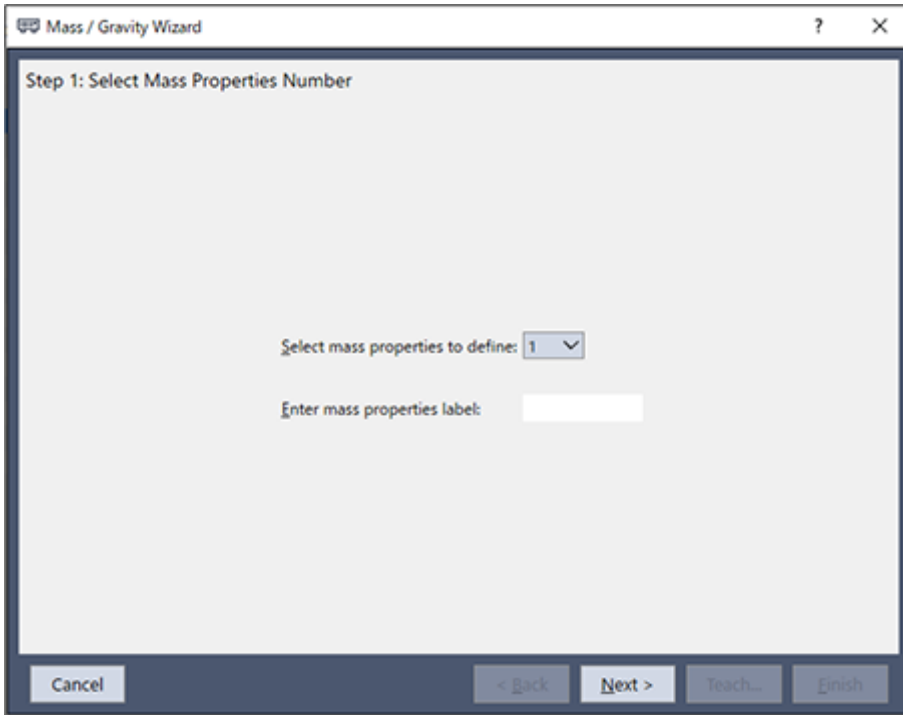 Mass / Gravity Wizard ?
Step 1: Select Mass Properties Number
Select mass properties to define: 1
Enter mass properties label:
Cancel < Back Next > Teach... Finish